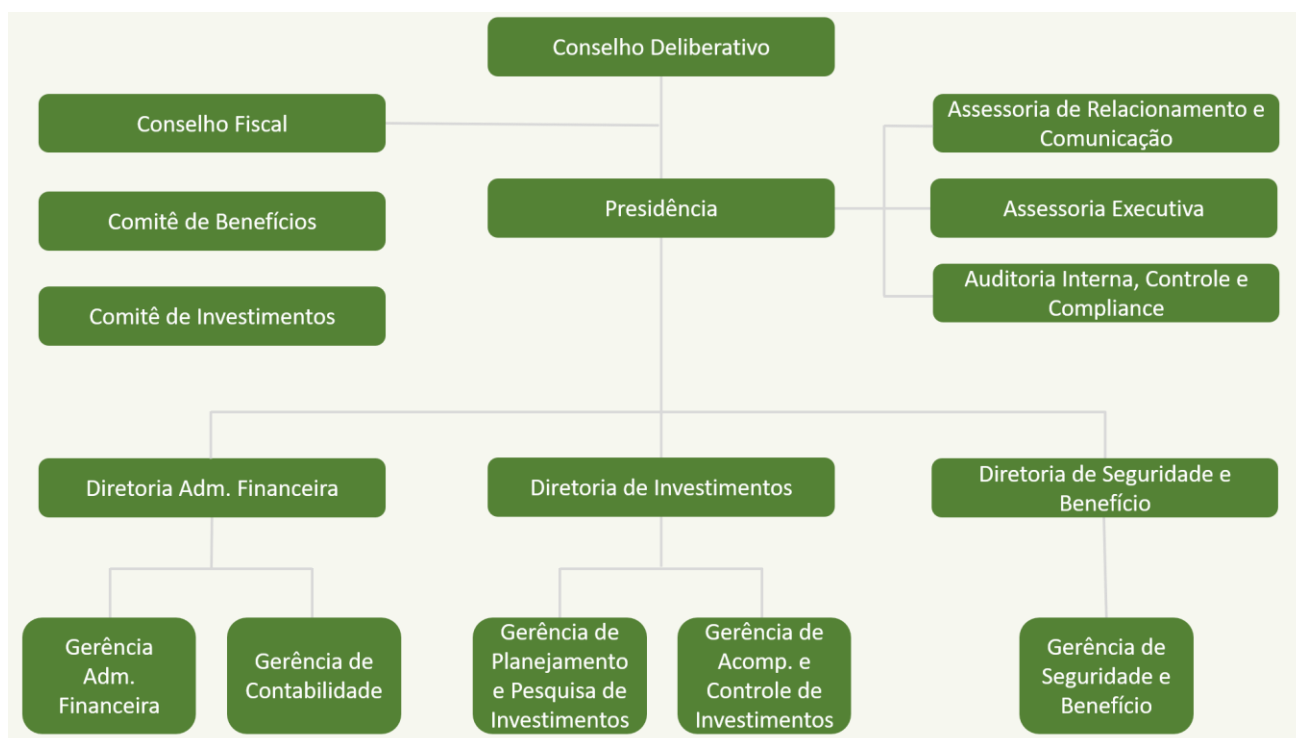 Conselho Deliberativo
Conselho Fiscal
Assessoria de Relacionamento e
Comunicação
Comitê de Benefícios
Presidência
Assessoria Executiva
Comitê de Investimentos
Auditoria Interna, Controle e
Compliance
Diretoria Adm. Financeira
Diretoria de Investimentos
Diretoria de Seguridade e
Benefício
Gerência
Adm.
Financeira
Gerência de
Contabilidade
Gerência de
Planejamento
e Pesquisa de
Investimentos
Gerência de
Acomp. e
Controle de
Investimentos
Gerência de
Seguridade e
Benefício